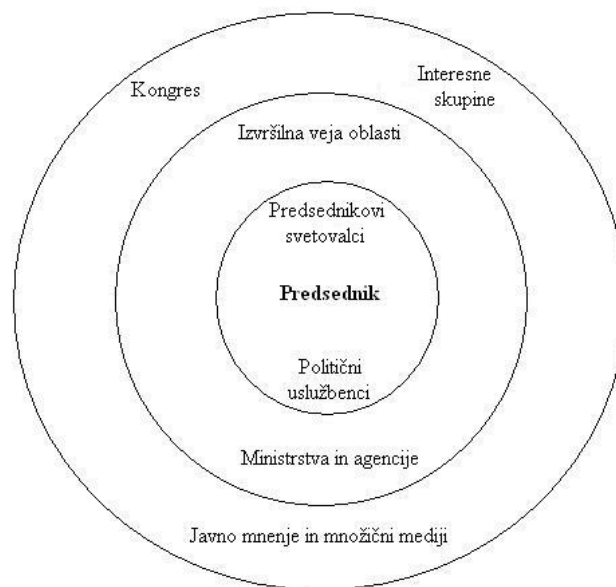 Kongres
Interesne
skupine
Izvršilna veja oblasti
Predsednikovi
svetovalci
Predsednik
Politični
uslužbenci
Ministrstva in agencije
Javno mnenje in množični mediji